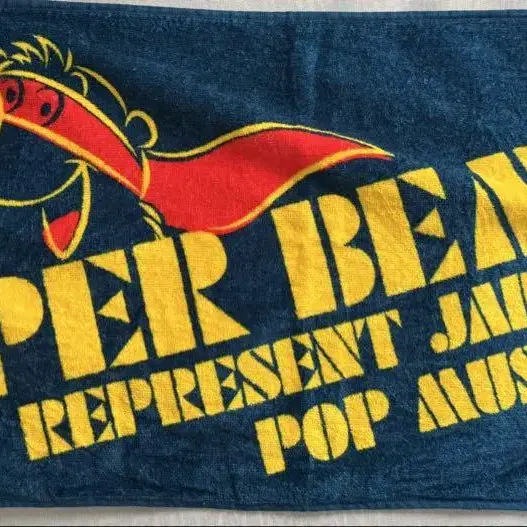 PER BEA
REPRESENT JA
POP MUS